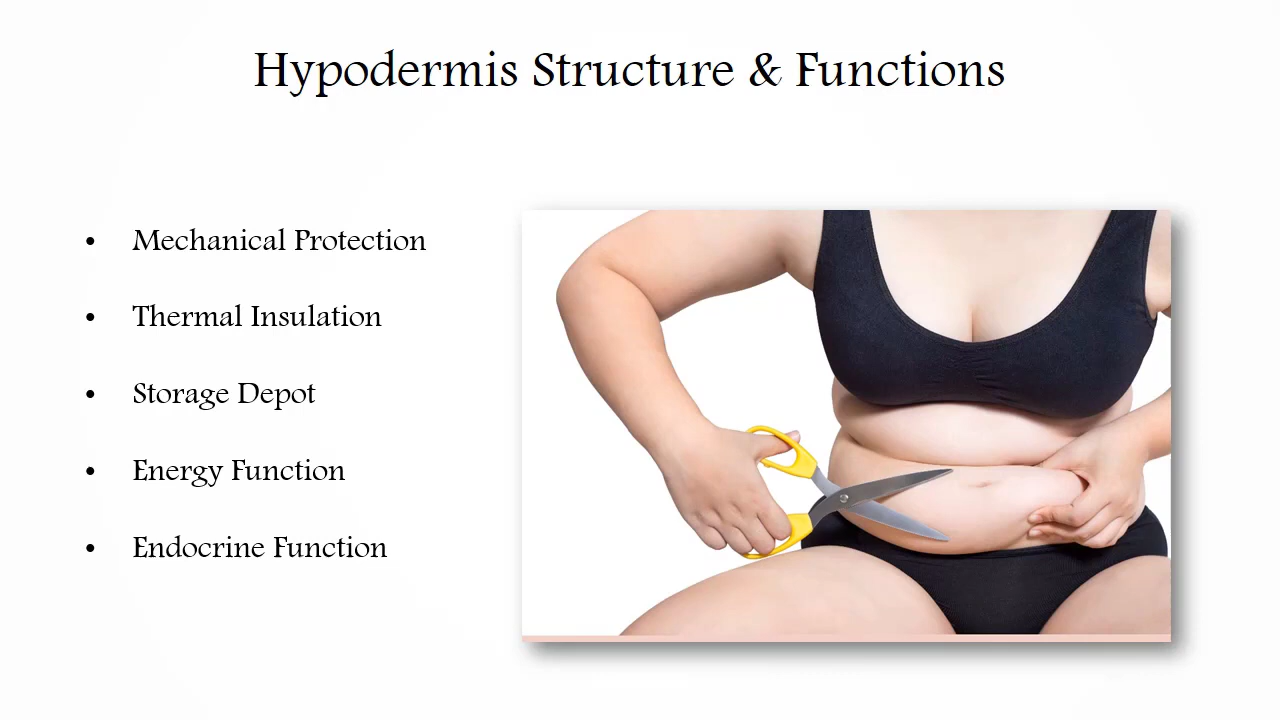 Hypodermis Structure & Functions
• Mechanical Protection
• Thermal Insulation
• Storage Depot
• Energy Function
• Endocrine Function